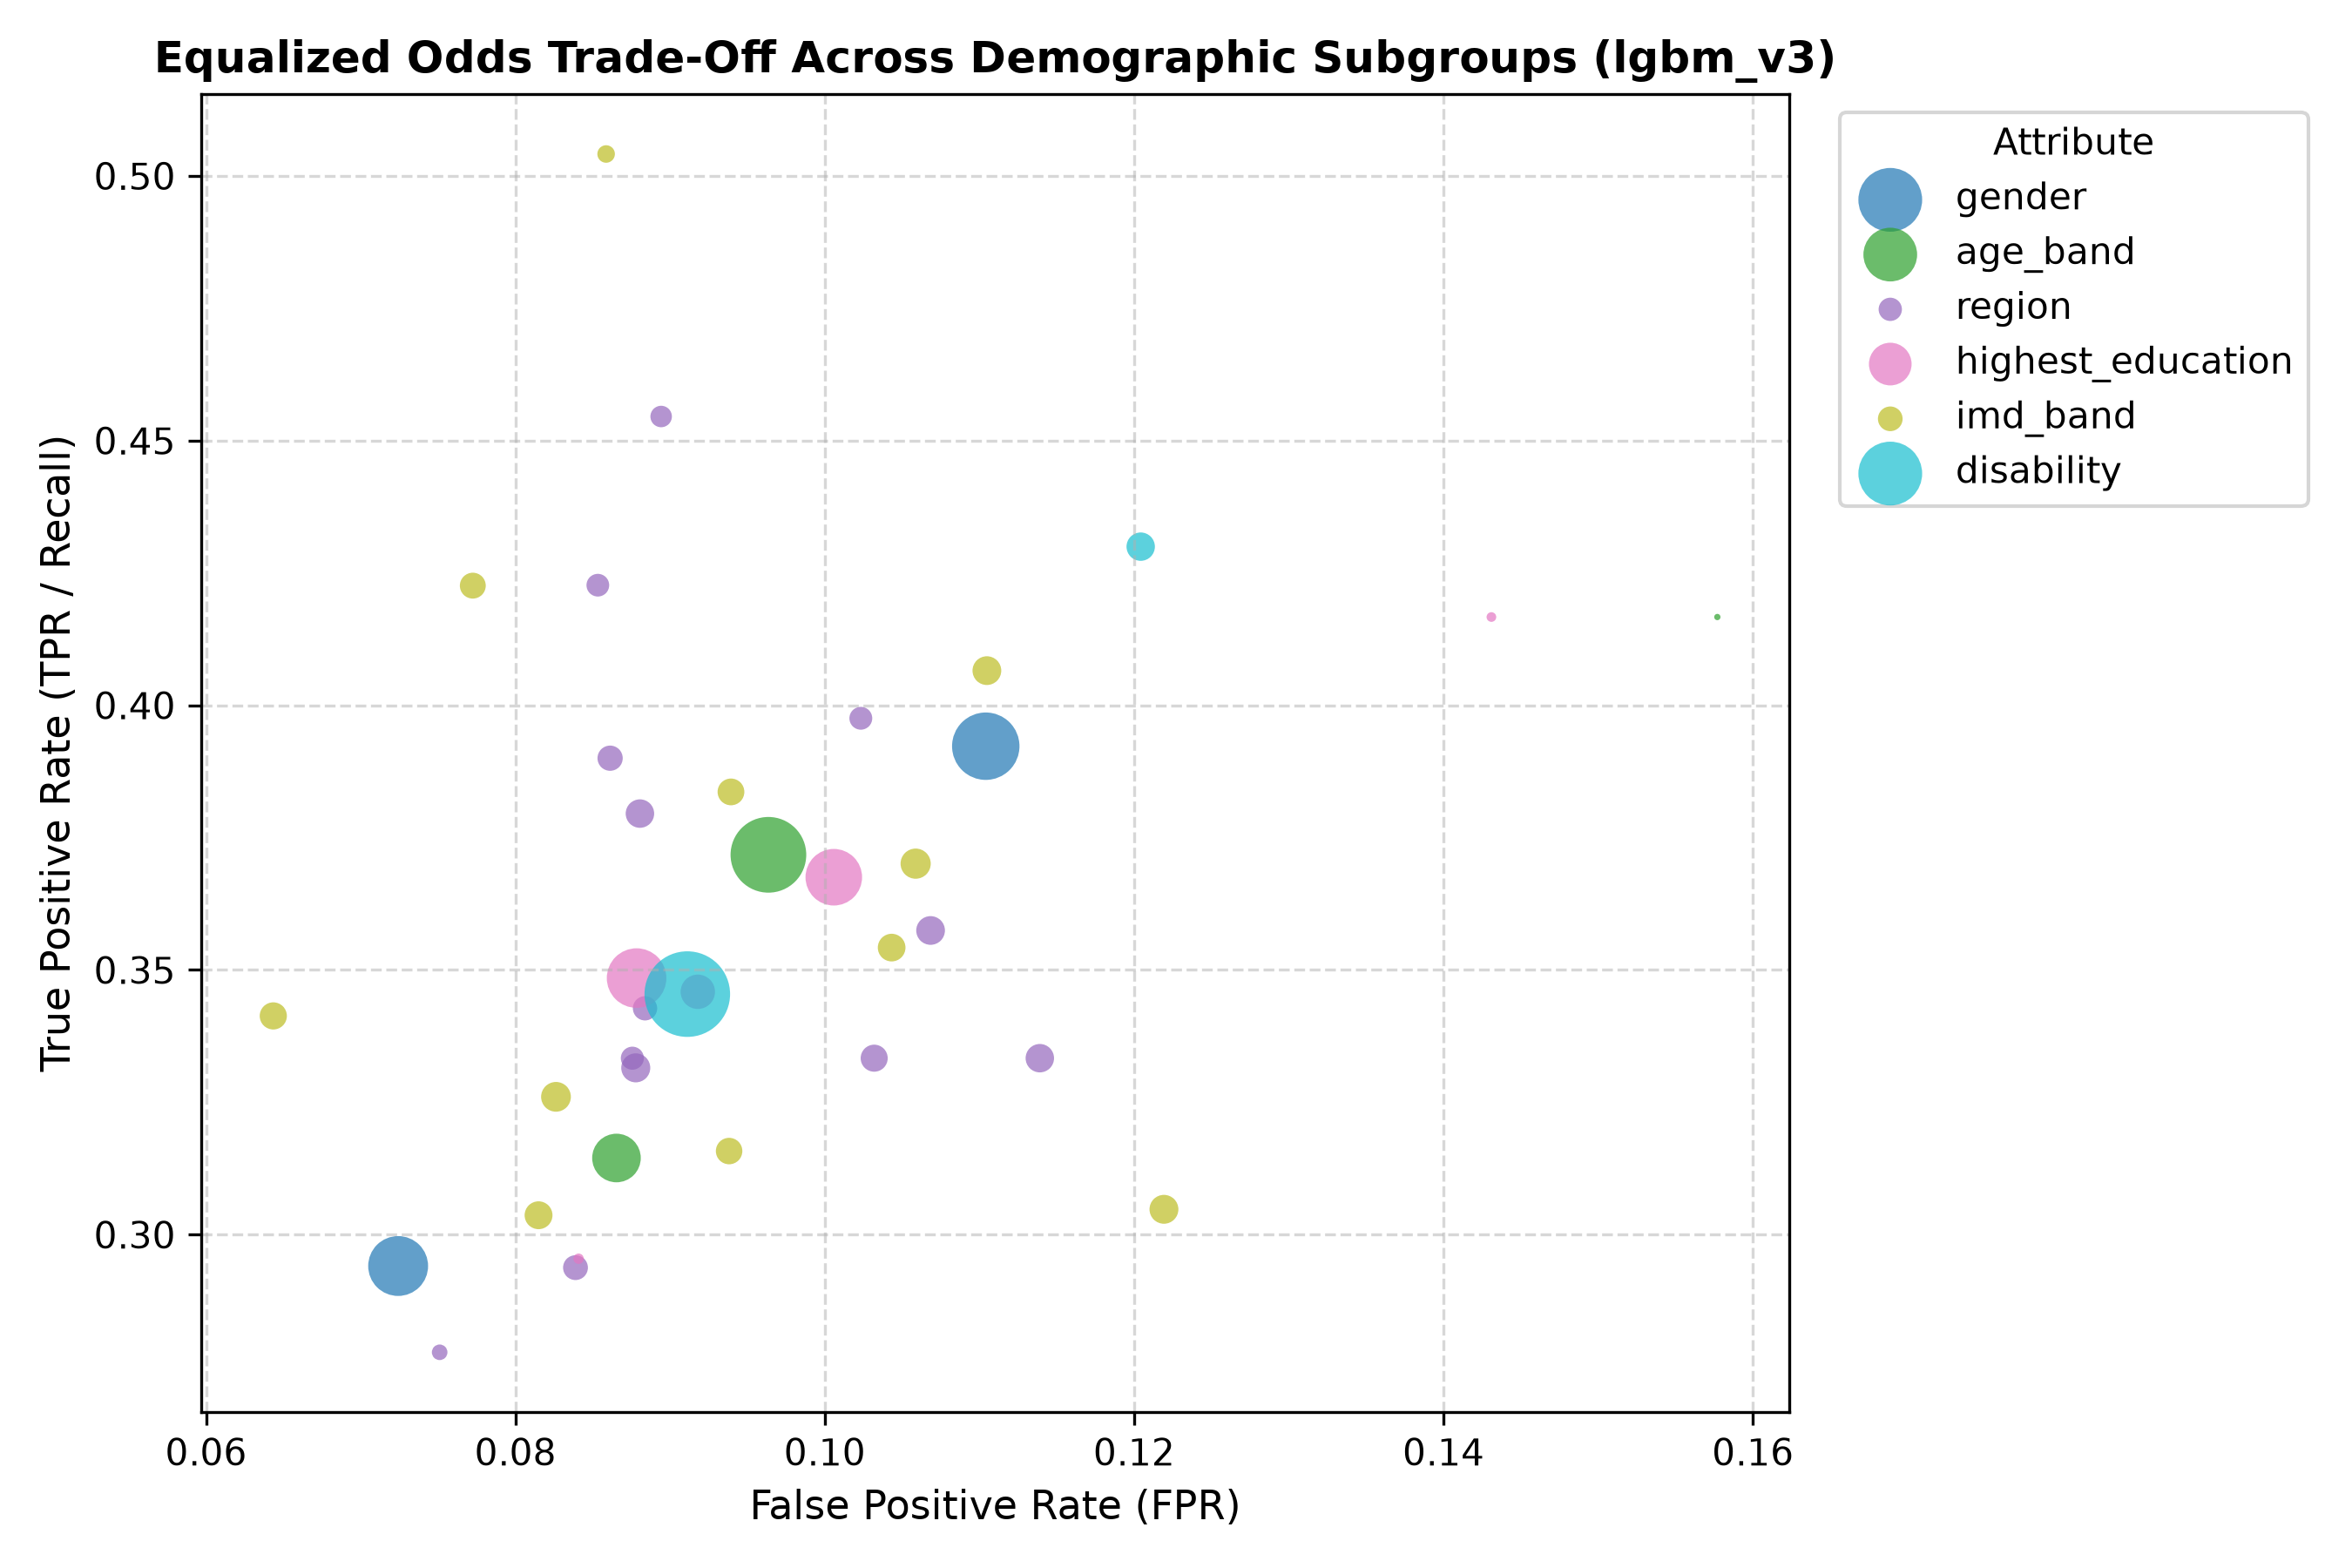 Equalized Odds Trade-Off Across Demographic Subgroups (lgbm_v3)
Attribute
gender
age_band
region
highest_education
imd_band
disability
True Positive Rate (TPR / Recall)
0.50
0.45
0.40
0.35
0.30
0.06 0.08 0.10 0.12 0.14 0.16
False Positive Rate (FPR)